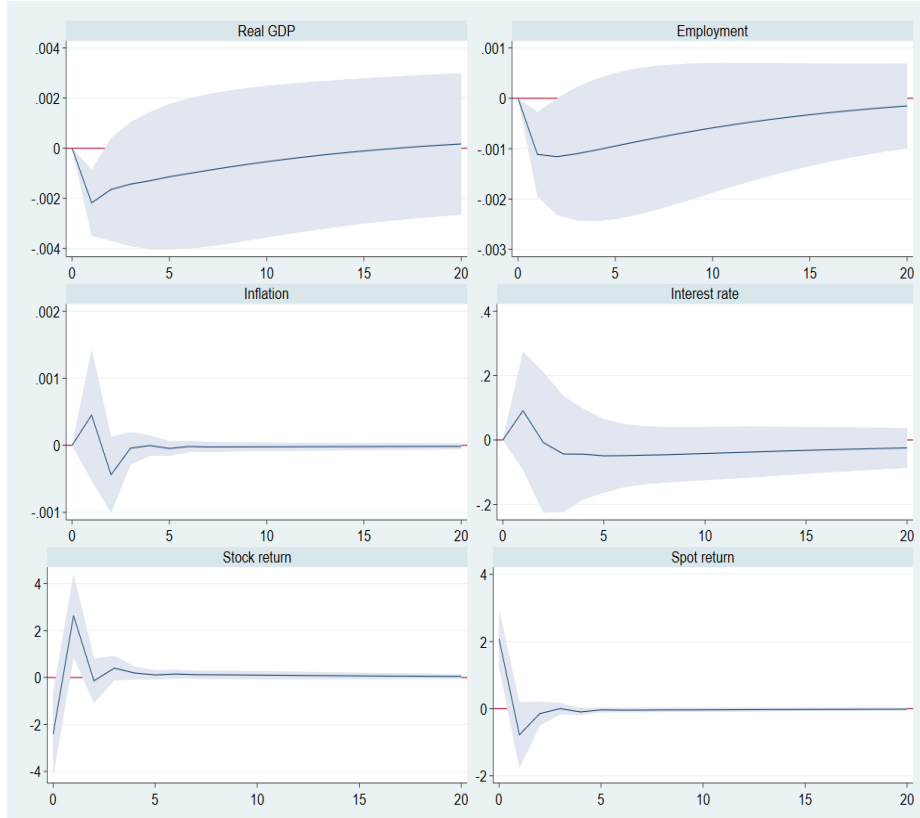 Real GDP
.004
.002
0
-.002
-.004
0 5 10 15 20
Employment
.001
0
-.001
-.002
-.003
0 5 10 15 20
Inflation
.002
.001
0
-.001
0 5 10 15 20
Interest rate
.4
.2
0
-.2
0 5 10 15 20
Stock return
4
2
0
-2
-4
0 5 10 15 20
Spot return
4
2
0
-2
0 5 10 15 20